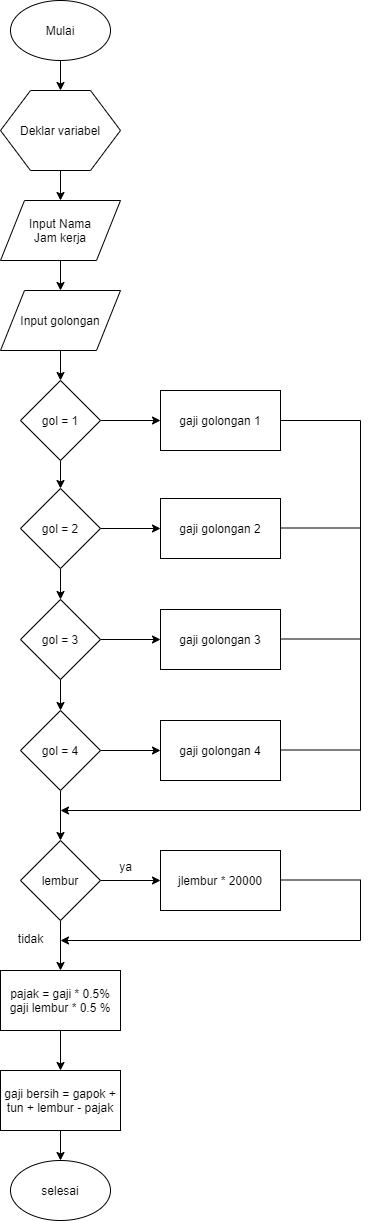 Mulai
Deklar variabel
Input Nama
Jam kerja
Input golongan
gol = 1
gaji golongan 1
gol = 2
gaji golongan 2
gol = 3
gaji golongan 3
gol = 4
gaji golongan 4
ya
lembur
jlembur * 20000
tidak
pajak = gaji * 0.5%
gaji lembur * 0.5 %
gaji bersih = gapok +
tun + lembur - pajak
selesai